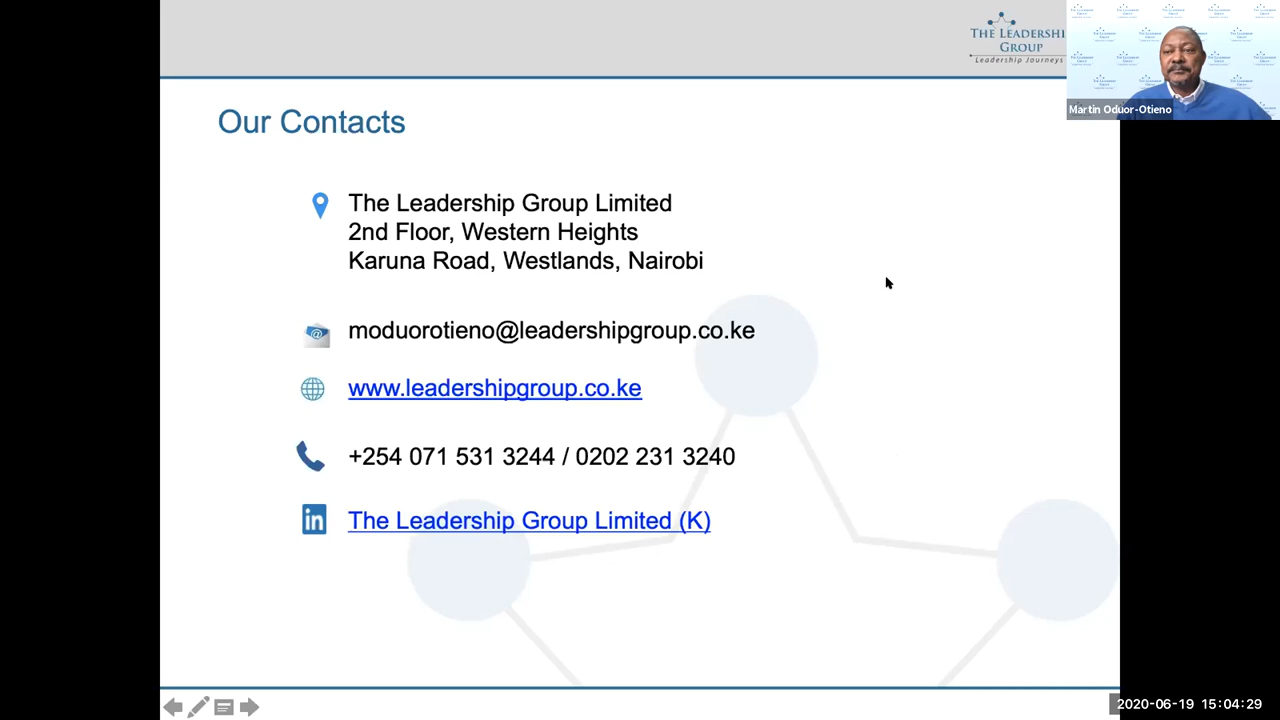 THE LEADERSHI
GROUP
Leadership Journeys
Martin Oduor-Otieno
Our Contacts
The Leadership Group Limited
2nd Floor, Western Heights
Karuna Road, Westlands, Nairobi
moduorotieno@leadershipgroup.co.ke
www.leadershipgroup.co.ke
+254 071 531 3244 / 0202 231 3240
in
The Leadership Group Limited (K)
2020-06-19 15:04:29